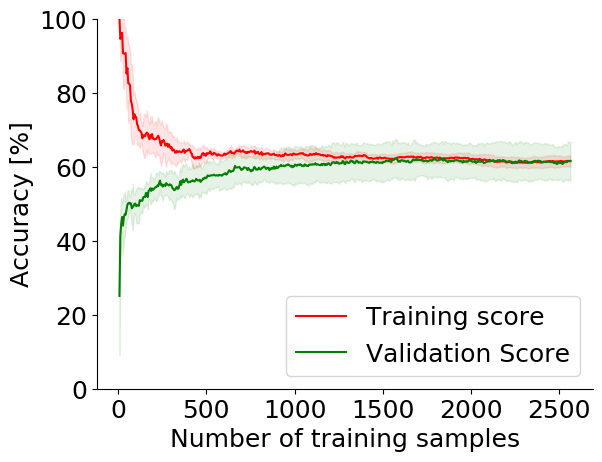 100
80
60
40
20
0
Accuracy [%]
Training score
Validation Score
0 500 1000 1500 2000 2500
Number of training samples